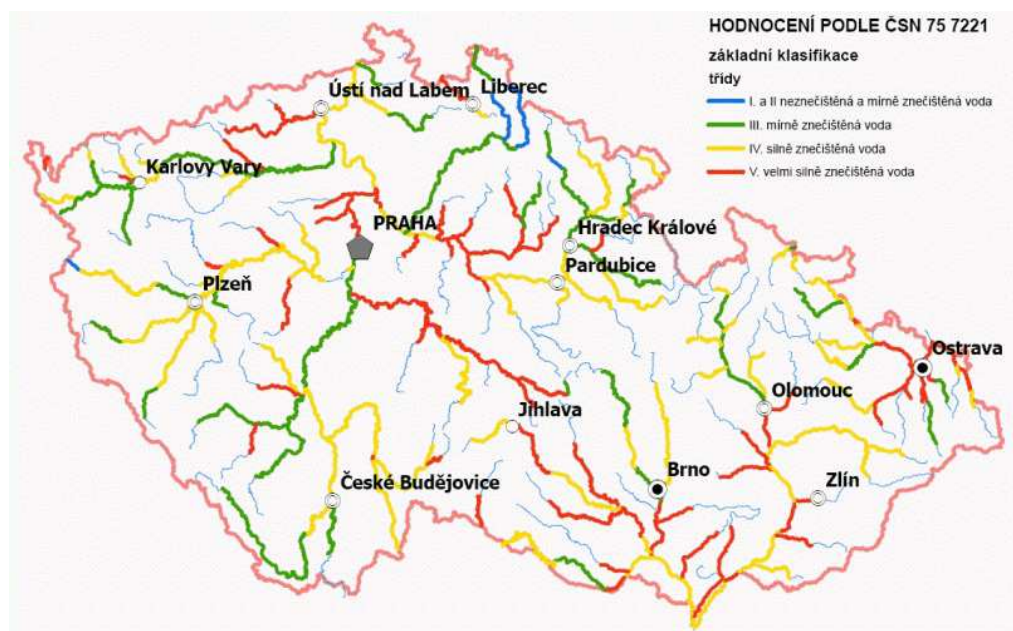 HODNOCENÍ PODLE ČSN 75 7221
základní klasifikace
třídy
I. a II neznečištěná a mírně znečištěná voda
III. mírně znečištěná voda
IV. silně znečištěná voda
V. velmi silně znečištěná voda
Ústí nad Labem
Liberec
Karlovy Vary
PRAHA
Hradec Králové
Pardubice
Plzeň
Ostrava
Olomouc
Jihlava
Brno
Zlín
České Budějovice